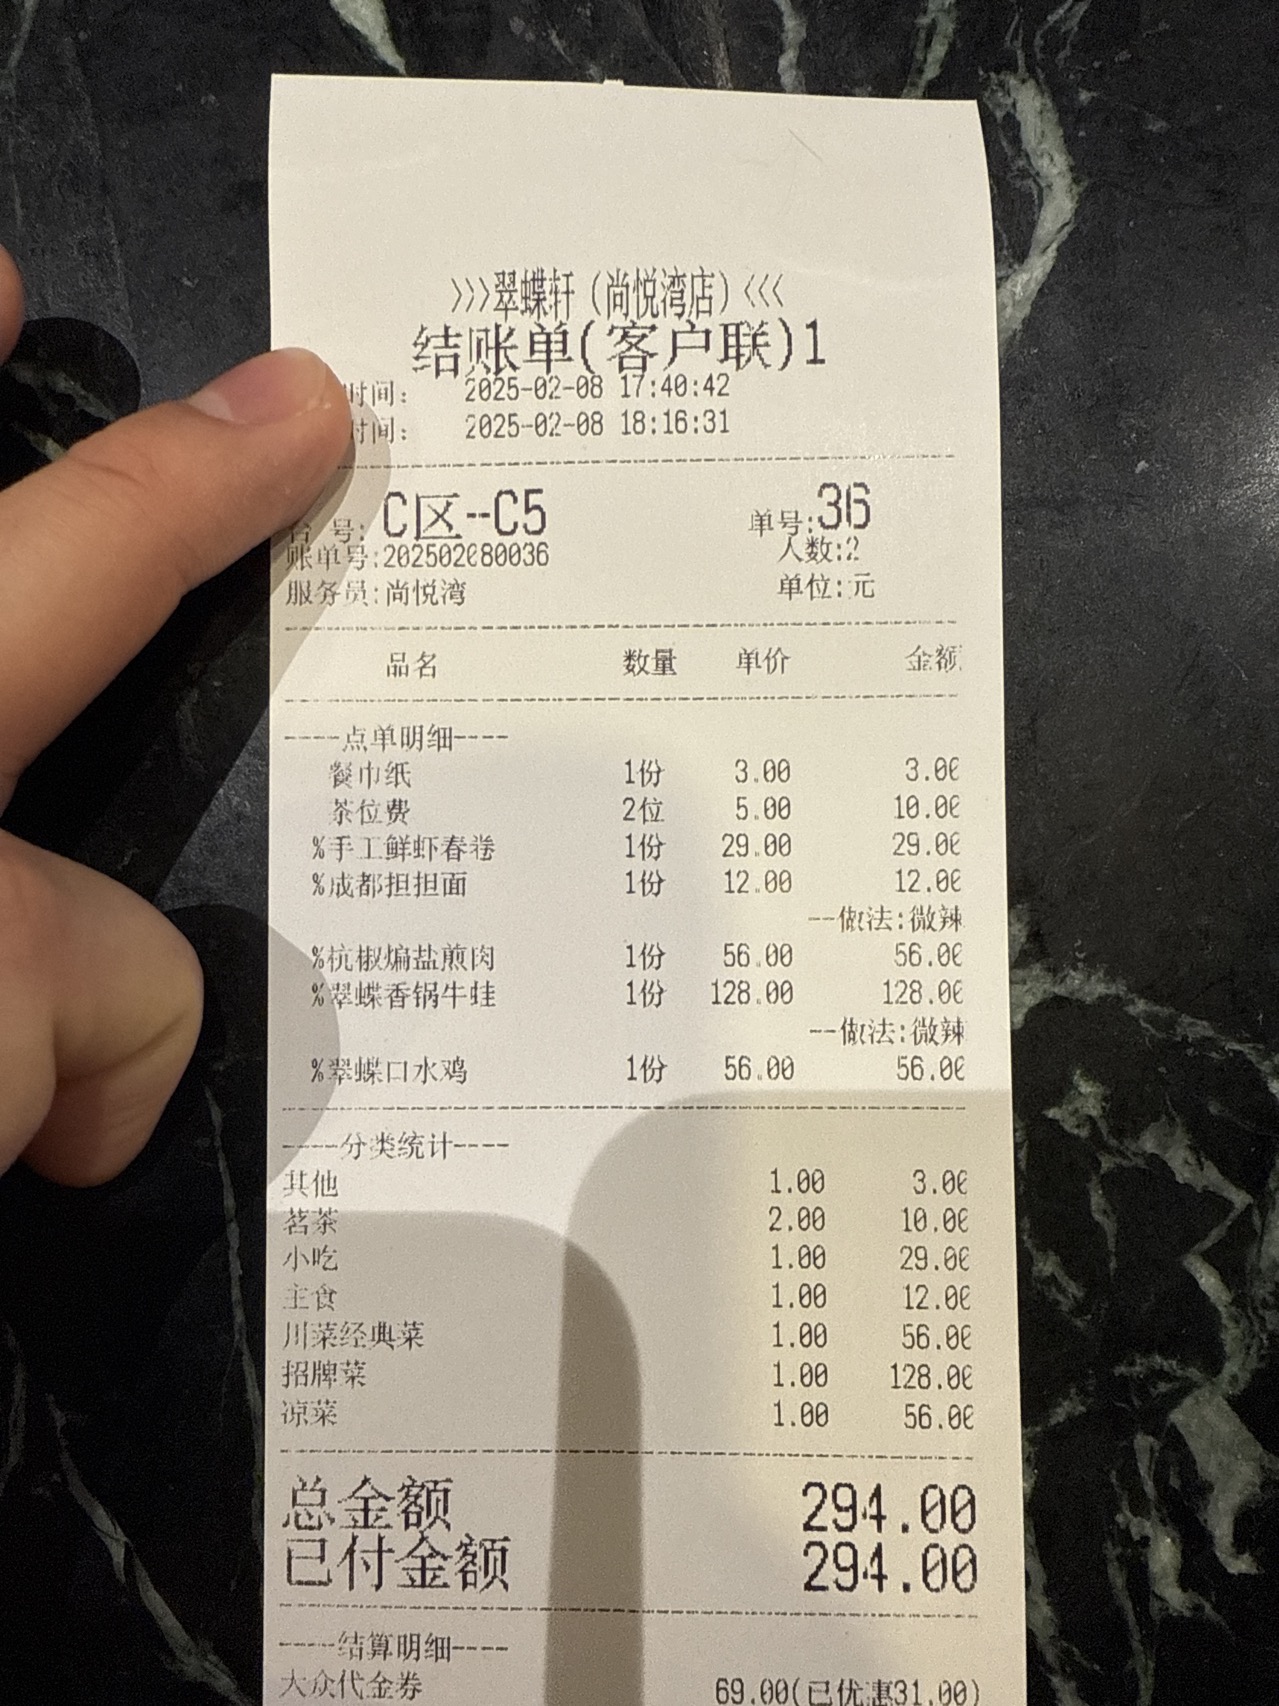 >>>翠蝶轩(尚悦湾店)<<<
结账单(客户联)1
时间: 2025-02-08 17:40:42
时间: 2025-02-08 18:16:31
台 号: C区--C5 单号:36
账单号:202502080036 人数:2
服务员:尚悦湾 单位:元
品名 数量 单价 金额
----点单明细----
餐巾纸 1份 3.00 3.00
茶位费 2位 5.00 10.00
%手工鲜虾春卷 1份 29.00 29.00
%成都担担面 1份 12.00 12.00
--做法:微辣
%杭椒煸盐煎肉 1份 56.00 56.00
%翠蝶香锅牛蛙 1份 128.00 128.00
--做法:微辣
%翠蝶口水鸡 1份 56.00 56.00
----分类统计----
其他 1.00 3.00
茗茶 2.00 10.00
小吃 1.00 29.00
主食 1.00 12.00
川菜经典菜 1.00 56.00
招牌菜 1.00 128.00
凉菜 1.00 56.00
总金额 294.00
已付金额 294.00
----结算明细----
大众代金券 69.00(已优惠31.00)